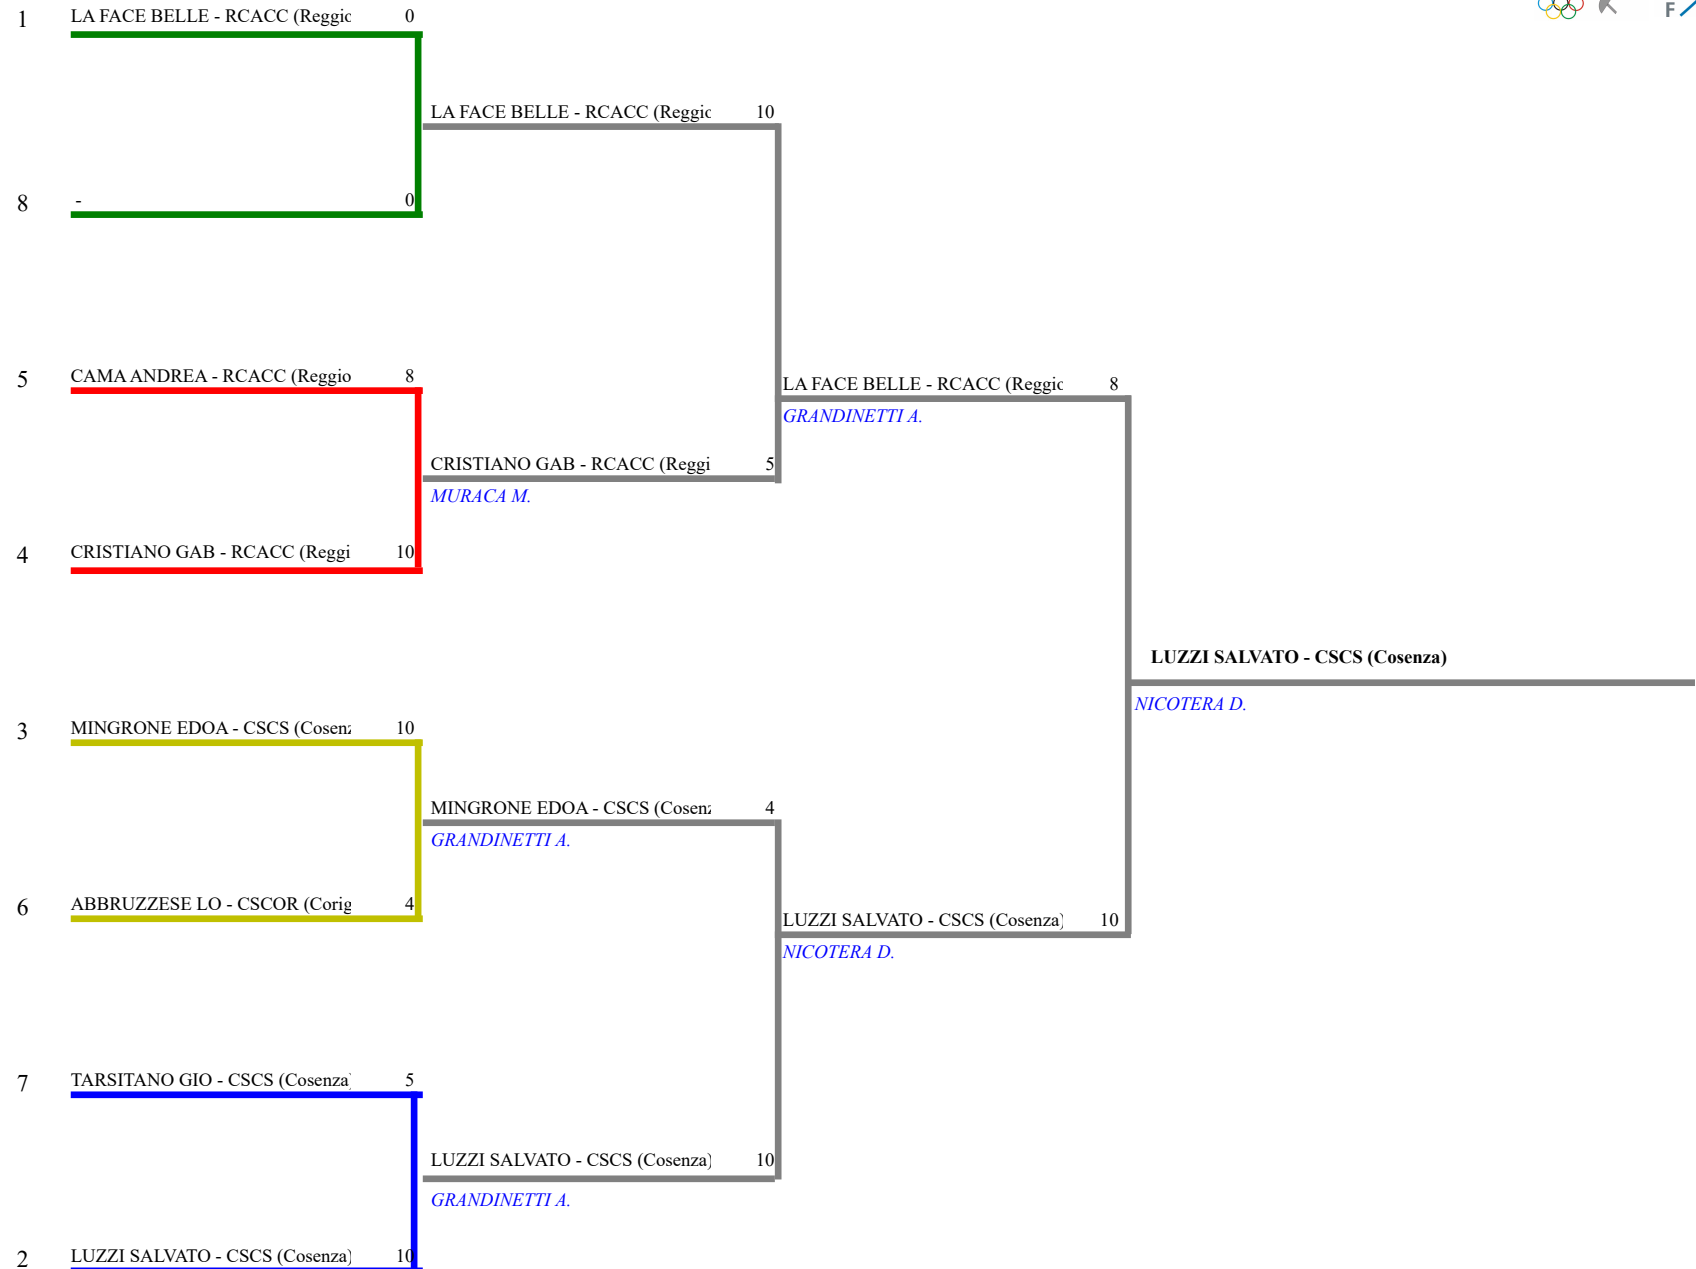 1 LA FACE BELLE - RCACC (Reggio 0
F
LA FACE BELLE - RCACC (Reggio 10
8 - 0
5 CAMA ANDREA - RCACC (Reggio 8
LA FACE BELLE - RCACC (Reggio 8
GRANDINETTI A.
CRISTIANO GAB - RCACC (Reggi 5
MURACA M.
4 CRISTIANO GAB - RCACC (Reggi 10
LUZZI SALVATO - CSCS (Cosenza)
NICOTERA D.
3 MINGRONE EDOA - CSCS (Cosenz 10
MINGRONE EDOA - CSCS (Cosenz 4
GRANDINETTI A.
6 ABBRUZZESE LO - CSCOR (Corig 4
LUZZI SALVATO - CSCS (Cosenza) 10
NICOTERA D.
7 TARSITANO GIO - CSCS (Cosenza) 5
LUZZI SALVATO - CSCS (Cosenza) 10
GRANDINETTI A.
2 LUZZI SALVATO - CSCS (Cosenza) 10